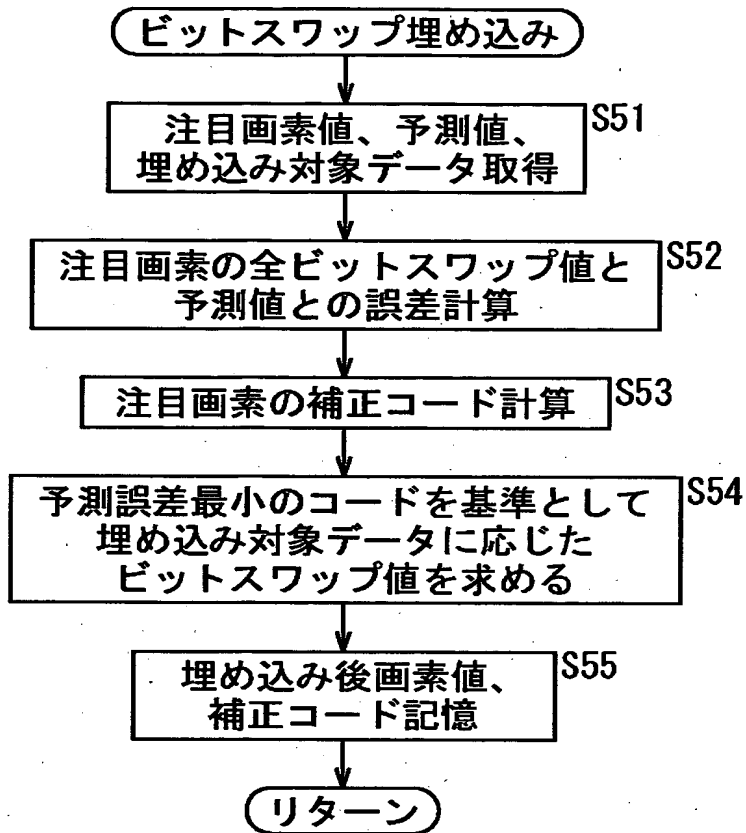 ビットスワップ埋め込み
注目画素値、予測値、
埋め込み対象データ取得
S51
注目画素の全ビットスワップ値と
予測値との誤差計算
S52
注目画素の補正コード計算
S53
予測誤差最小のコードを基準として
埋め込み対象データに応じた
ビットスワップ値を求める
S54
埋め込み後画素値、
補正コード記憶
S55
リターン